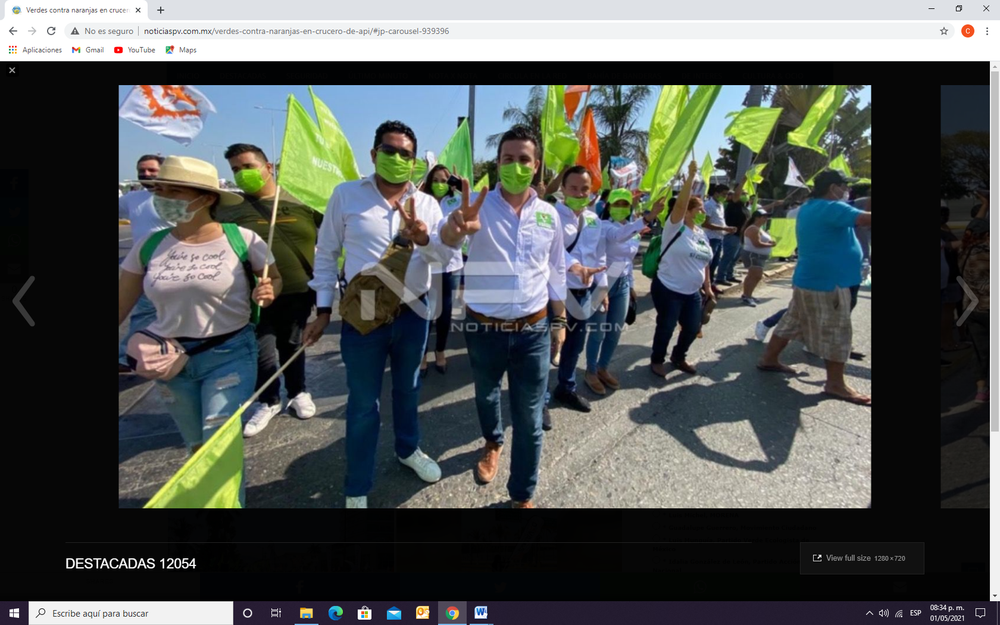 Verdes contra naranjas en crucer
No es seguro
noticiaspv.com.mx/verdes-contra-naranjas-en-crucero-de-api/#jp-carousel-939396
C
Aplicaciones
Gmail
YouTube
Maps
NUESTR
You're so cool
You're so cool
You're so cool
NPV
NOTICIASPV.COM
DESTACADAS 12054
View full size 1280×720
Escribe aquí para buscar
ESP
08:34 p. m.
01/05/2021